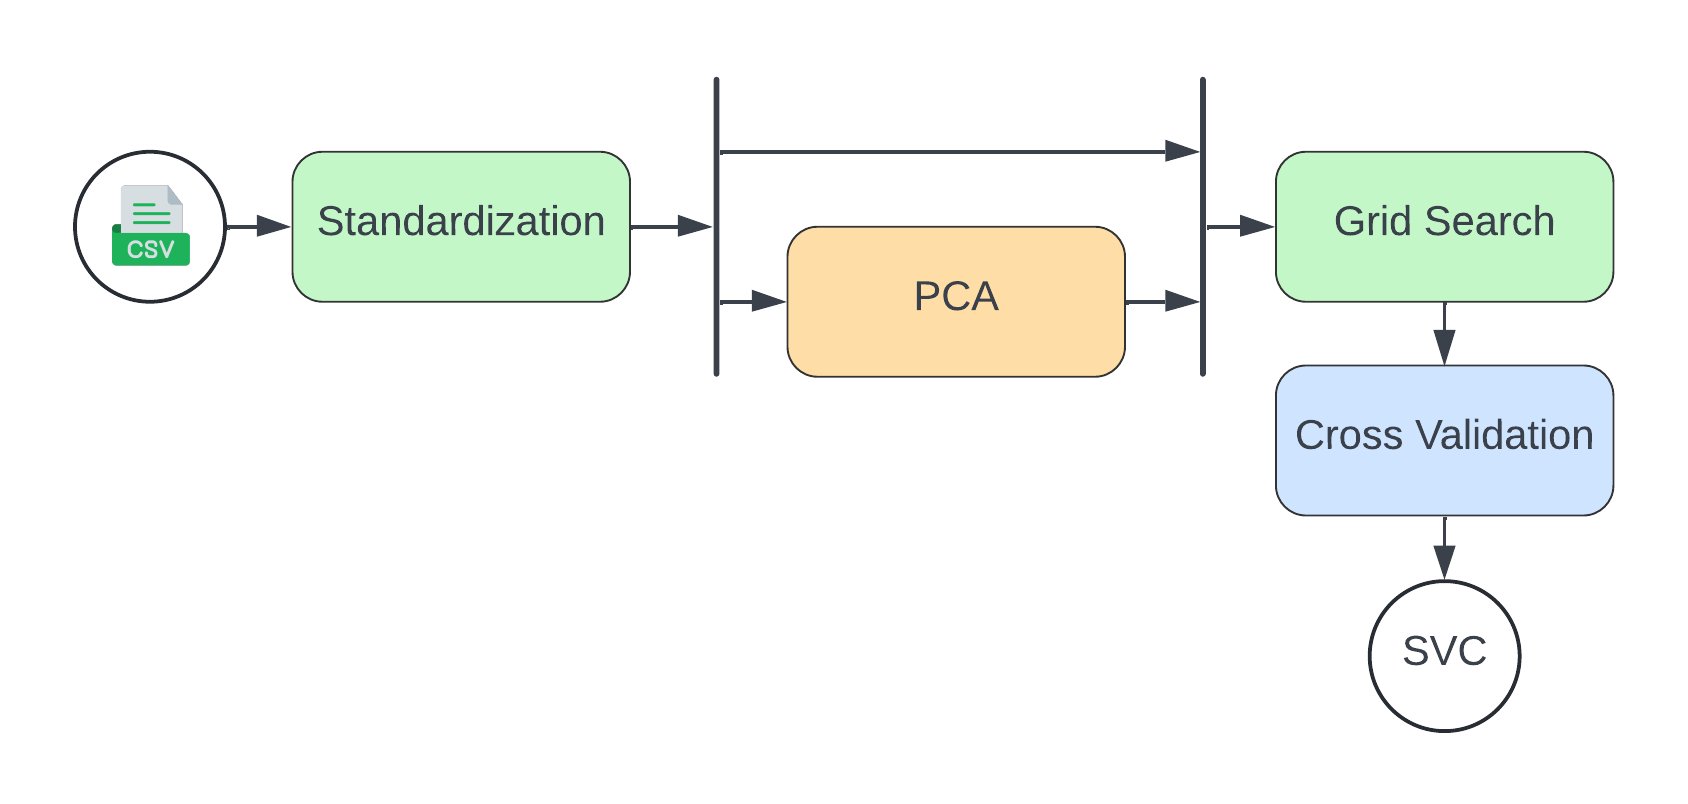 CSV
Standardization
PCA
Grid Search
Cross Validation
SVC